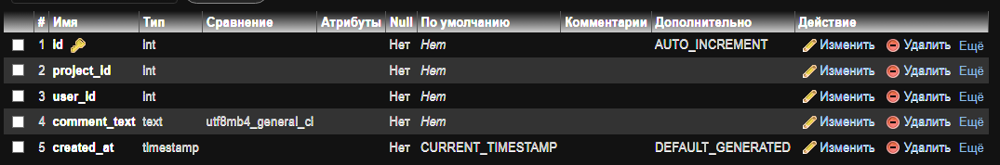 # Имя Тип Сравнение Атрибуты Null По умолчанию Комментарии Дополнительно Действие
1 id int Нет Нет AUTO_INCREMENT Изменить Удалить Ещё
2 project_id int Нет Нет Изменить Удалить Ещё
3 user_id int Нет Нет Изменить Удалить Ещё
4 comment_text text utf8mb4_general_ci Нет Нет Изменить Удалить Ещё
5 created_at timestamp Нет CURRENT_TIMESTAMP DEFAULT_GENERATED Изменить Удалить Ещё